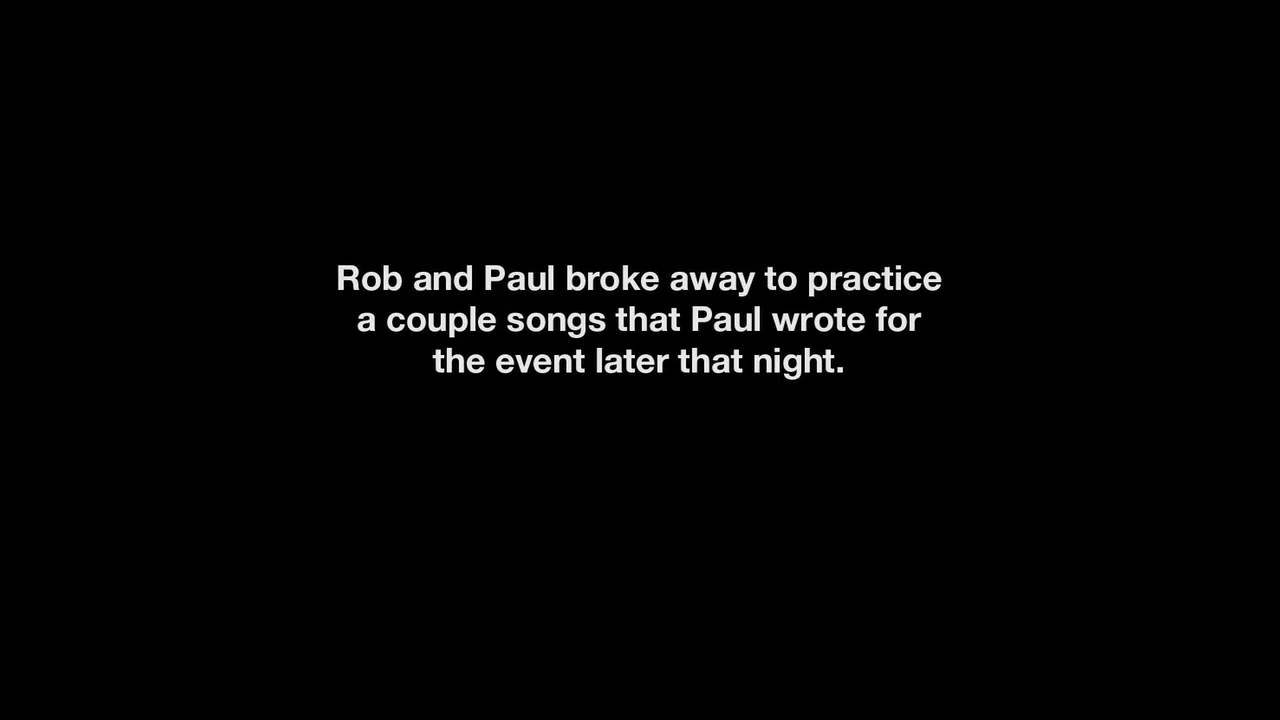 Rob and Paul broke away to practice
a couple songs that Paul wrote for
the event later that night.